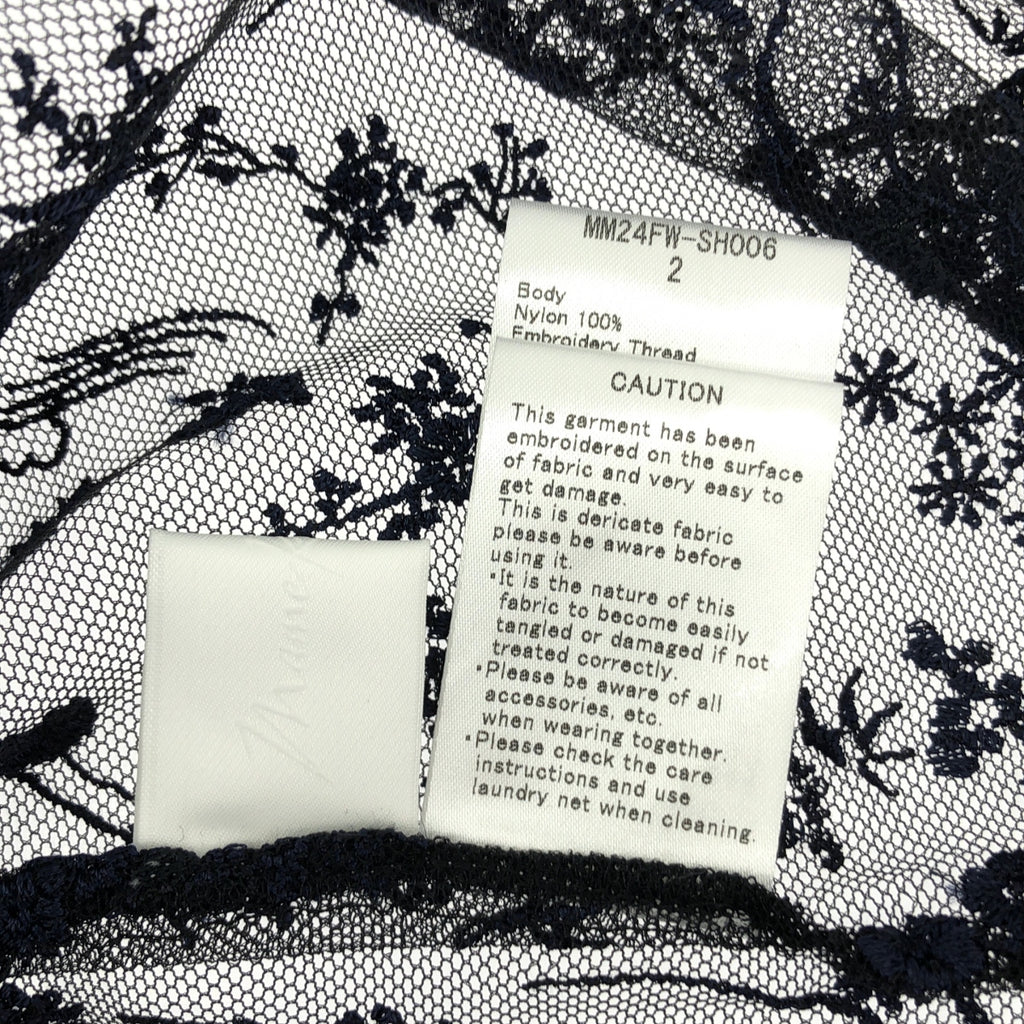 MM24FW-SH006
2
Body
Nylon 100%
Embroidery Thread
CAUTION
This garment has been
embroidered on the surface
of fabric and very easy to
get damage.
This is dericate fabric
please be aware before
using it.
・It is the nature of this
fabric to become easily
tangled or damaged if not
treated correctly.
・Please be aware of all
accessories, etc.
when wearing together.
・Please check the care
instructions and use
laundry net when cleaning.
Mame